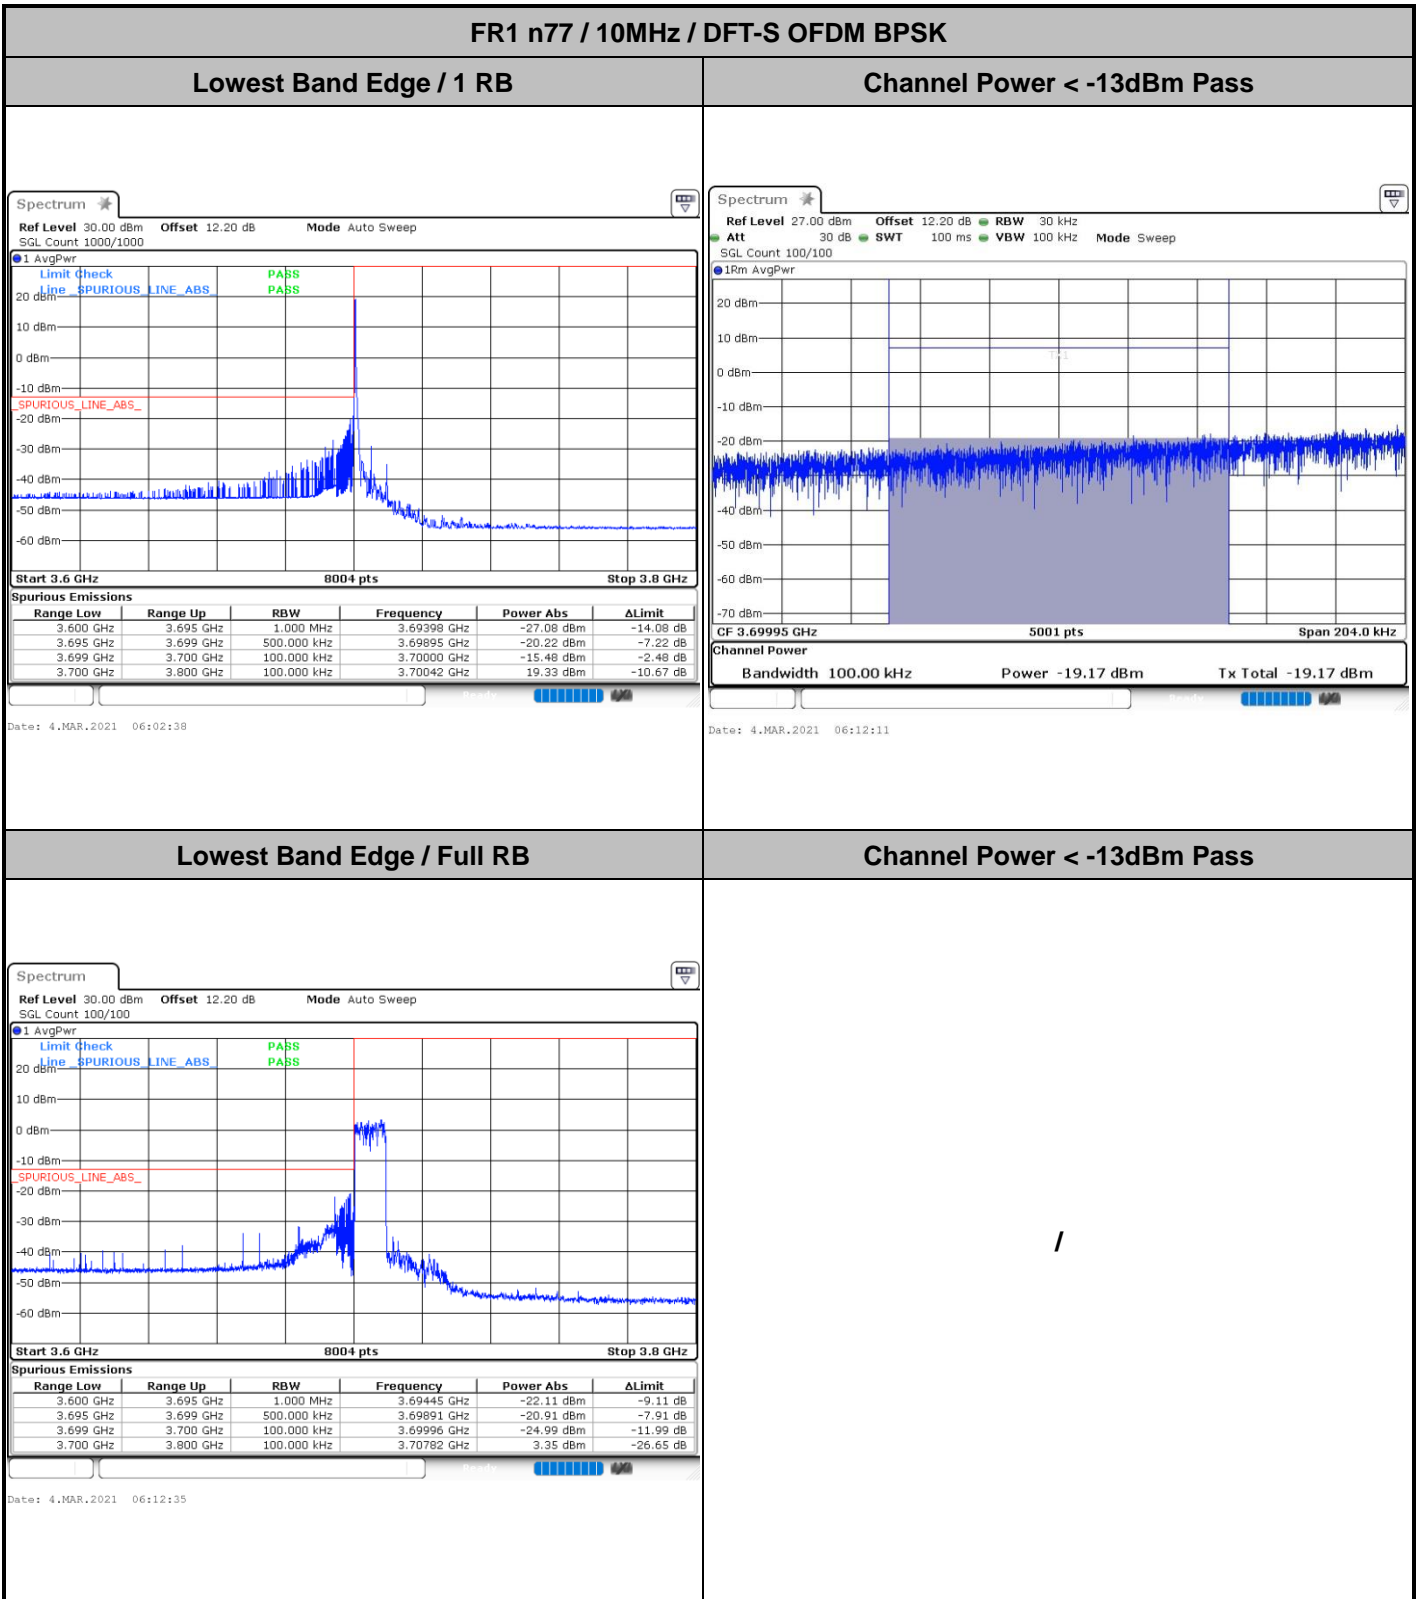 FR1 n77 / 10MHz / DFT-S OFDM BPSK
Lowest Band Edge / 1 RB
Channel Power < -13dBm Pass
Spectrum
Ref Level 30.00 dBm Offset 12.20 dB Mode Auto Sweep
SGL Count 1000/1000
1 AvgPwr
Limit Check PASS
Line _SPURIOUS_LINE_ABS_ PASS
20 dBm
10 dBm
0 dBm
-10 dBm
_SPURIOUS_LINE_ABS_
-20 dBm
-30 dBm
-40 dBm
-50 dBm
-60 dBm
Start 3.6 GHz 8004 pts Stop 3.8 GHz
Spurious Emissions
Range Low Range Up RBW Frequency Power Abs ΔLimit
3.600 GHz 3.695 GHz 1.000 MHz 3.69398 GHz -27.08 dBm -14.08 dB
3.695 GHz 3.699 GHz 500.000 kHz 3.69895 GHz -20.22 dBm -7.22 dB
3.699 GHz 3.700 GHz 100.000 kHz 3.70000 GHz -15.48 dBm -2.48 dB
3.700 GHz 3.800 GHz 100.000 kHz 3.70042 GHz 19.33 dBm -10.67 dB
Ready
Date: 4.MAR.2021 06:02:38
Spectrum
Ref Level 27.00 dBm Offset 12.20 dB RBW 30 kHz
Att 30 dB SWT 100 ms VBW 100 kHz Mode Sweep
SGL Count 100/100
1Rm AvgPwr
20 dBm
10 dBm
0 dBm
-10 dBm
-20 dBm
-40 dBm
-50 dBm
-60 dBm
-70 dBm
CF 3.69995 GHz 5001 pts Span 204.0 kHz
Channel Power
Bandwidth 100.00 kHz Power -19.17 dBm Tx Total -19.17 dBm
Ready
Date: 4.MAR.2021 06:12:11
Lowest Band Edge / Full RB
Channel Power < -13dBm Pass
Spectrum
Ref Level 30.00 dBm Offset 12.20 dB Mode Auto Sweep
SGL Count 100/100
1 AvgPwr
Limit Check PASS
Line _SPURIOUS_LINE_ABS_ PASS
20 dBm
10 dBm
0 dBm
-10 dBm
_SPURIOUS_LINE_ABS_
-20 dBm
-30 dBm
-40 dBm
-50 dBm
-60 dBm
Start 3.6 GHz 8004 pts Stop 3.8 GHz
Spurious Emissions
Range Low Range Up RBW Frequency Power Abs ΔLimit
3.600 GHz 3.695 GHz 1.000 MHz 3.69445 GHz -22.11 dBm -9.11 dB
3.695 GHz 3.699 GHz 500.000 kHz 3.69891 GHz -20.91 dBm -7.91 dB
3.699 GHz 3.700 GHz 100.000 kHz 3.69996 GHz -24.99 dBm -11.99 dB
3.700 GHz 3.800 GHz 100.000 kHz 3.70782 GHz 3.35 dBm -26.65 dB
Ready
Date: 4.MAR.2021 06:12:35
/